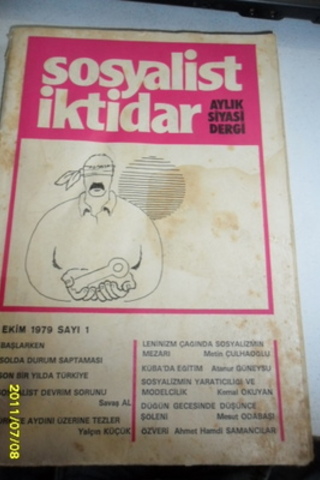 sosyalist
iktidar
AYLIK
SİYASİ
DERGİ
EKİM 1979 SAYI 1
BAŞLARKEN
SOLDA DURUM SAPTAMASI
SON BİR YILDA TÜRKİYE
DEVRİM SORUNU
Savaş AL
AYDINI ÜZERİNE TEZLER
Yalçın KÜÇÜK
LENİNİZM ÇAĞINDA SOSYALİZMİN
MEZARI Metin ÇULHAOĞLU
KÜBA'DA EĞİTİM Atanur GÜNEYSU
SOSYALİZMİN YARATICILIĞI VE
MODELCİLİK Kemal OKUYAN
DÜĞÜN GECESİNDE DÜŞÜNCE
ŞOLENİ Mesut ODABAŞI
ÖZVERİ Ahmet Hamdi SAMANCILAR
2011/07/08